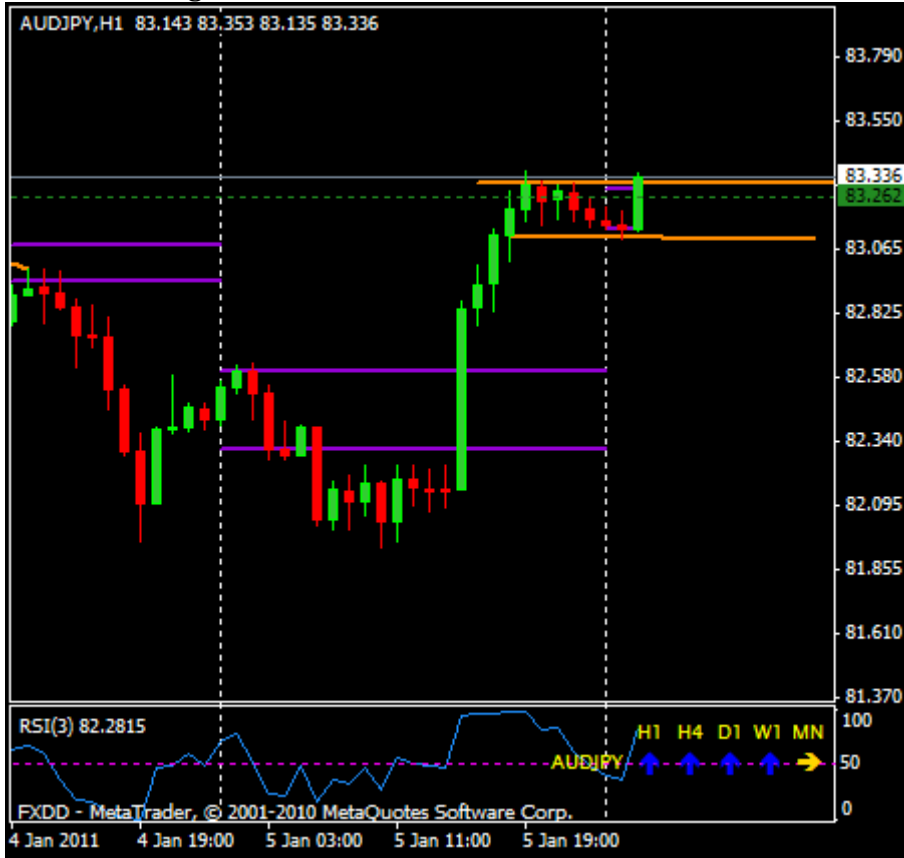 AUDJPY,H1 83.143 83.353 83.135 83.336
83.790
83.550
83.336
83.262
83.065
82.825
82.580
82.340
82.095
81.855
81.610
81.370
RSI(3) 82.2815
100
H1 H4 D1 W1 MN
AUDJPY
50
0
FXDD - MetaTrader, © 2001-2010 MetaQuotes Software Corp.
4 Jan 2011 4 Jan 19:00 5 Jan 03:00 5 Jan 11:00 5 Jan 19:00